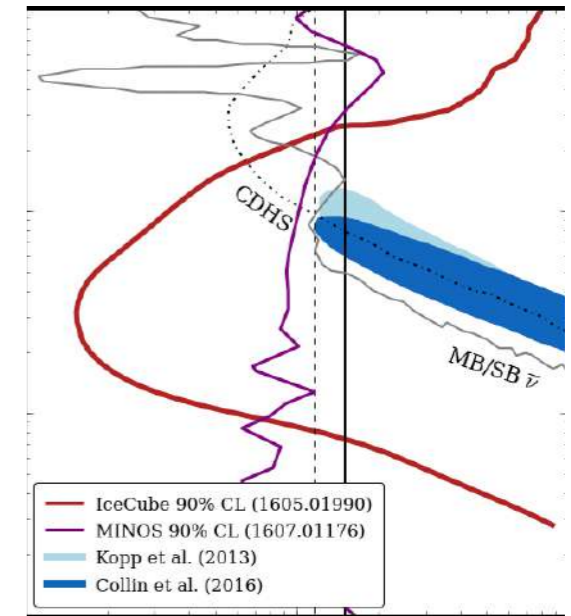 CDHS
MB/SB ν̄
IceCube 90% CL (1605.01990)
MINOS 90% CL (1607.01176)
Kopp et al. (2013)
Collin et al. (2016)